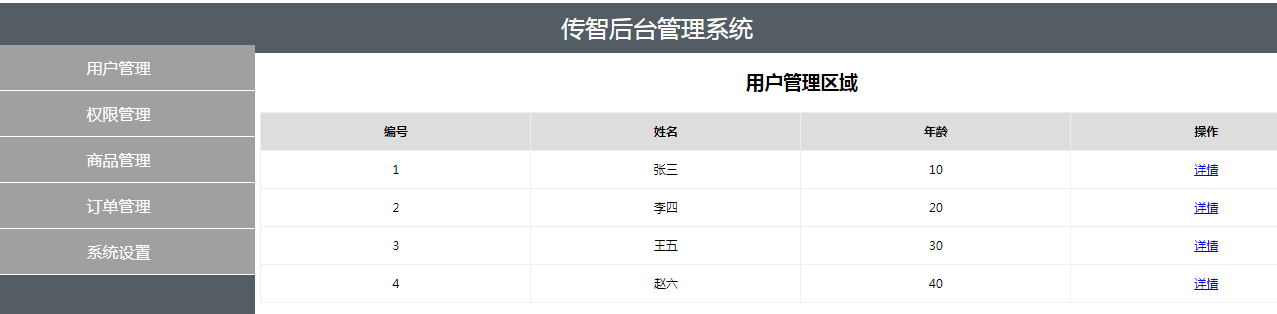 传智后台管理系统
用户管理
权限管理
商品管理
订单管理
系统设置
用户管理区域
编号 姓名 年龄 操作
1 张三 10 详情
2 李四 20 详情
3 王五 30 详情
4 赵六 40 详情